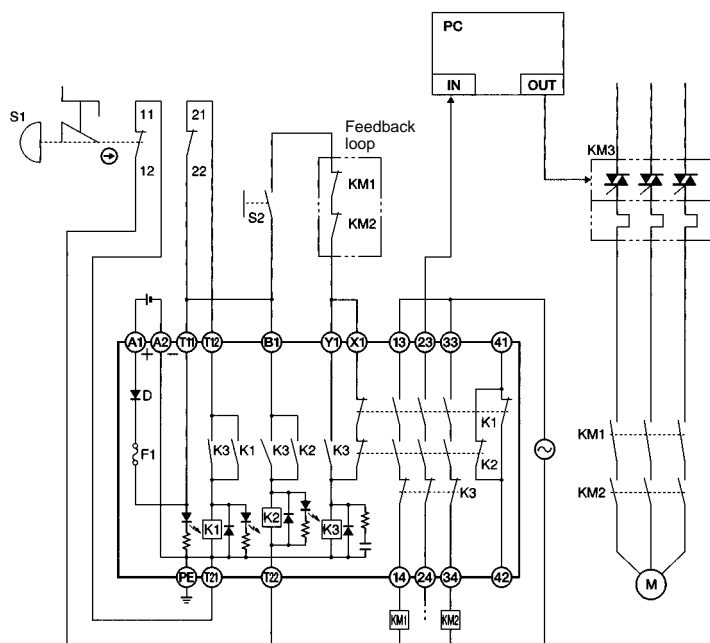 PC
IN OUT
S1
11 21
12 22
Feedback
loop
KM1
KM2
S2
KM3
A1 A2 T11 T12 B1 Y1 X1 13 23 33 41
+ −
D
F1
K3 K1 K3 K2 K3
K1
K2
K3
K1 K2 K3
PE T21 T22 14 24 34 42
KM1 KM2
KM1
KM2
M